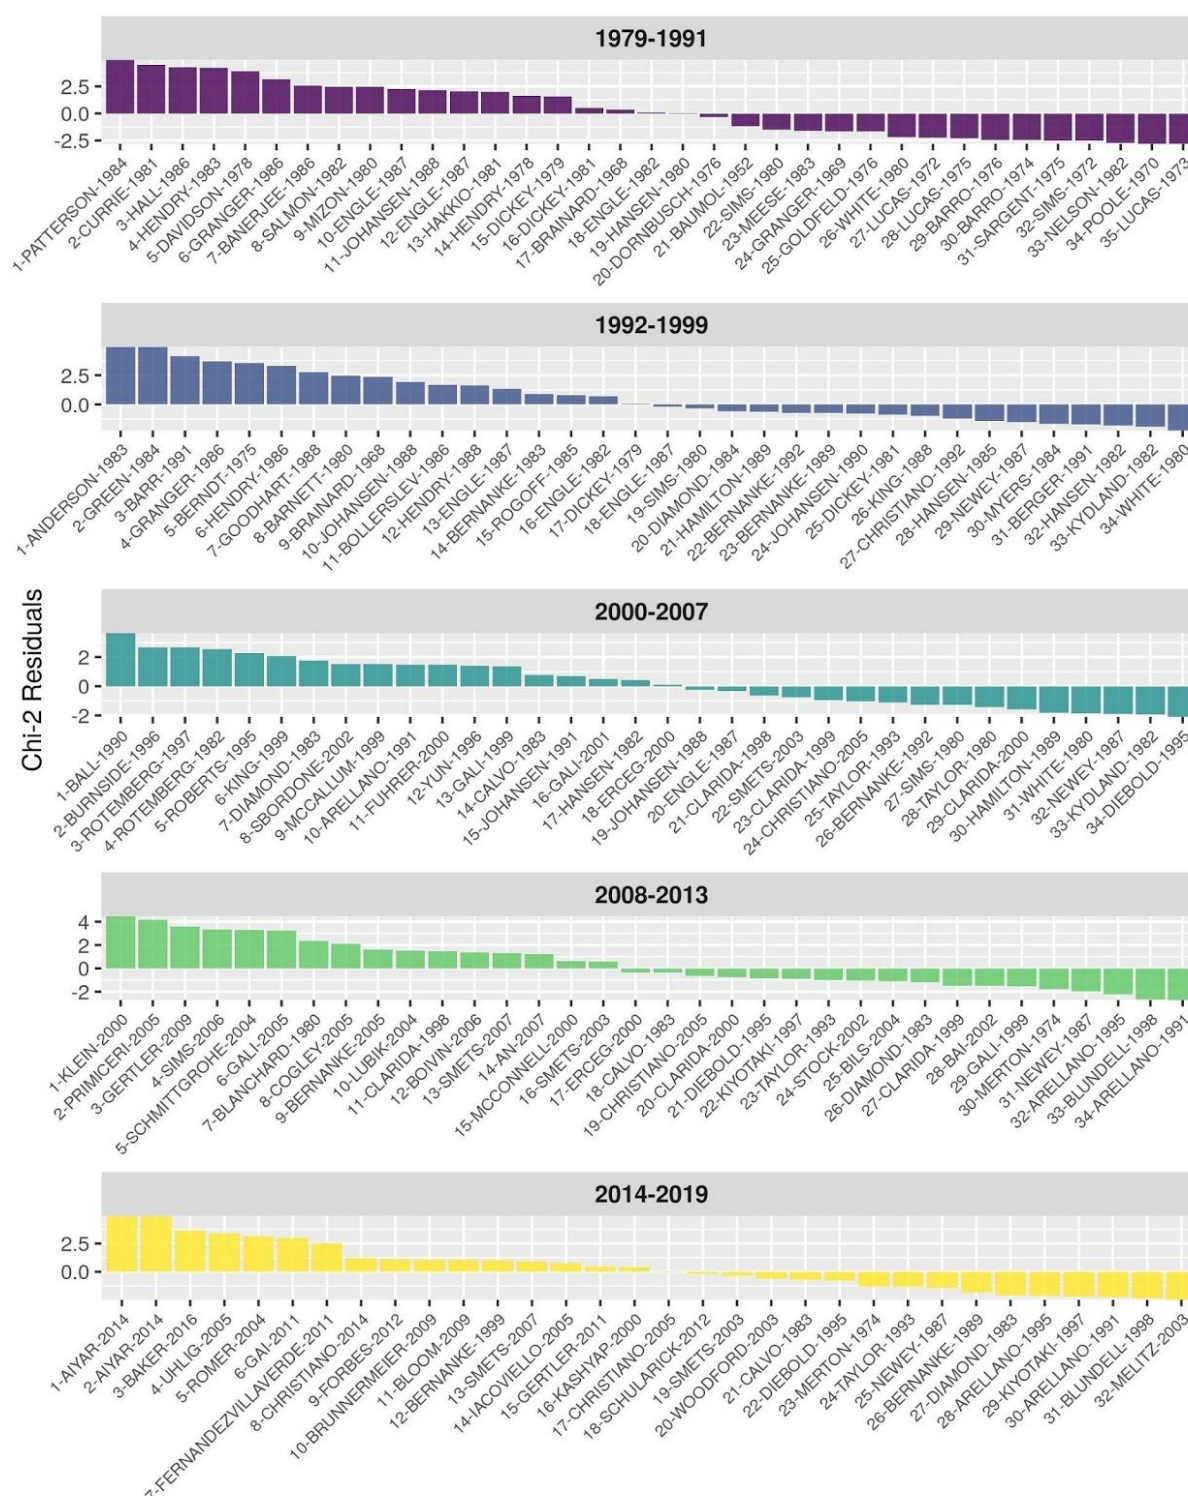 1979-1991
2.5
0.0
-2.5
1-PATTERSON-1984
2-CURRIE-1981
3-HALL-1986
4-HENDRY-1983
5-DAVIDSON-1978
6-GRANGER-1986
7-BANERJEE-1986
8-SALMON-1982
9-MIZON-1980
10-ENGLE-1987
11-JOHANSEN-1988
12-ENGLE-1987
13-HAKKIO-1981
14-HENDRY-1978
15-DICKEY-1979
16-DICKEY-1981
17-BRAINARD-1968
18-ENGLE-1982
19-HANSEN-1980
20-DORNBUSCH-1976
21-BAUMOL-1952
22-SIMS-1980
23-MEESE-1983
24-GRANGER-1969
25-GOLDFELD-1976
26-WHITE-1980
27-LUCAS-1972
28-LUCAS-1975
29-BARRO-1976
30-BARRO-1974
31-SARGENT-1975
32-SIMS-1972
33-NELSON-1982
34-POOLE-1970
35-LUCAS-1973
1992-1999
2.5
0.0
1-ANDERSON-1983
2-GREEN-1984
3-BARR-1991
4-GRANGER-1986
5-BERNDT-1975
6-HENDRY-1986
7-GOODHART-1988
8-BARNETT-1980
9-BRAINARD-1968
10-JOHANSEN-1988
11-BOLLERSLEV-1986
12-HENDRY-1988
13-ENGLE-1987
14-BERNANKE-1983
15-ROGOFF-1985
16-ENGLE-1982
17-DICKEY-1979
18-ENGLE-1987
19-SIMS-1980
20-DIAMOND-1984
21-HAMILTON-1989
22-BERNANKE-1992
23-BERNANKE-1989
24-JOHANSEN-1990
25-DICKEY-1981
26-KING-1988
27-CHRISTIANO-1992
28-HANSEN-1985
29-NEWEY-1987
30-MYERS-1984
31-BERGER-1991
32-HANSEN-1982
33-KYDLAND-1982
34-WHITE-1980
Chi-2 Residuals
2000-2007
2
0
-2
1-BALL-1990
2-BURNSIDE-1996
3-ROTEMBERG-1997
4-ROTEMBERG-1982
5-ROBERTS-1995
6-KING-1999
7-DIAMOND-1983
8-SBORDONE-2002
9-MCCALLUM-1999
10-ARELLANO-1991
11-FUHRER-2000
12-YUN-1996
13-GALI-1999
14-CALVO-1983
15-JOHANSEN-1991
16-GALI-2001
17-HANSEN-1982
18-ERCEG-2000
19-JOHANSEN-1988
20-ENGLE-1987
21-CLARIDA-1998
22-SMETS-2003
23-CLARIDA-1999
24-CHRISTIANO-2005
25-TAYLOR-1993
26-BERNANKE-1992
27-SIMS-1980
28-TAYLOR-1980
29-CLARIDA-2000
30-HAMILTON-1989
31-WHITE-1980
32-NEWEY-1987
33-KYDLAND-1982
34-DIEBOLD-1995
2008-2013
4
2
0
-2
1-KLEIN-2000
2-PRIMICERI-2005
3-GERTLER-2009
4-SIMS-2006
5-SCHMITTGROHE-2004
6-GALI-2005
7-BLANCHARD-1980
8-COGLEY-2005
9-BERNANKE-2005
10-LUBIK-2004
11-CLARIDA-1998
12-BOIVIN-2006
13-SMETS-2007
14-AN-2007
15-MCCONNELL-2000
16-SMETS-2003
17-ERCEG-2000
18-CALVO-1983
19-CHRISTIANO-2005
20-CLARIDA-2000
21-DIEBOLD-1995
22-KIYOTAKI-1997
23-TAYLOR-1993
24-STOCK-2002
25-BILS-2004
26-DIAMOND-1983
27-CLARIDA-1999
28-BAI-2002
29-GALI-1999
30-MERTON-1974
31-NEWEY-1987
32-ARELLANO-1995
33-BLUNDELL-1998
34-ARELLANO-1991
2014-2019
2.5
0.0
1-AIYAR-2014
2-AIYAR-2014
3-BAKER-2016
4-UHLIG-2005
5-ROMER-2004
6-GALI-2011
7-FERNANDEZVILLAVERDE-2011
8-CHRISTIANO-2014
9-FORBES-2012
10-BRUNNERMEIER-2009
11-BLOOM-2009
12-BERNANKE-1999
13-SMETS-2007
14-IACOVIELLO-2005
15-GERTLER-2011
16-KASHYAP-2000
17-CHRISTIANO-2005
18-SCHULARICK-2012
19-SMETS-2003
20-WOODFORD-2003
21-CALVO-1983
22-DIEBOLD-1995
23-MERTON-1974
24-TAYLOR-1993
25-NEWEY-1987
26-BERNANKE-1989
27-DIAMOND-1983
28-ARELLANO-1995
29-KIYOTAKI-1997
30-ARELLANO-1991
31-BLUNDELL-1998
32-MELITZ-2003